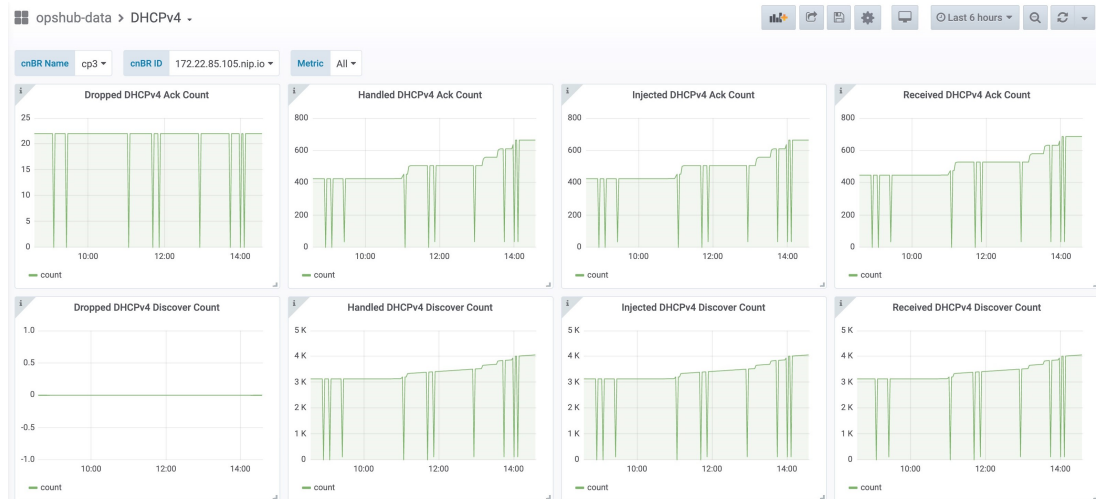 opshub-data > DHCPv4
Last 6 hours
cnBR Name cp3 cnBR ID 172.22.85.105.nip.io Metric All
Dropped DHCPv4 Ack Count
25
20
15
10
5
0
10:00 12:00 14:00
count
Handled DHCPv4 Ack Count
800
600
400
200
0
10:00 12:00 14:00
count
Injected DHCPv4 Ack Count
800
600
400
200
0
10:00 12:00 14:00
count
Received DHCPv4 Ack Count
800
600
400
200
0
10:00 12:00 14:00
count
Dropped DHCPv4 Discover Count
1.0
0.5
0
-0.5
-1.0
10:00 12:00 14:00
count
Handled DHCPv4 Discover Count
5 K
4 K
3 K
2 K
1 K
0
10:00 12:00 14:00
count
Injected DHCPv4 Discover Count
5 K
4 K
3 K
2 K
1 K
0
10:00 12:00 14:00
count
Received DHCPv4 Discover Count
5 K
4 K
3 K
2 K
1 K
0
10:00 12:00 14:00
count